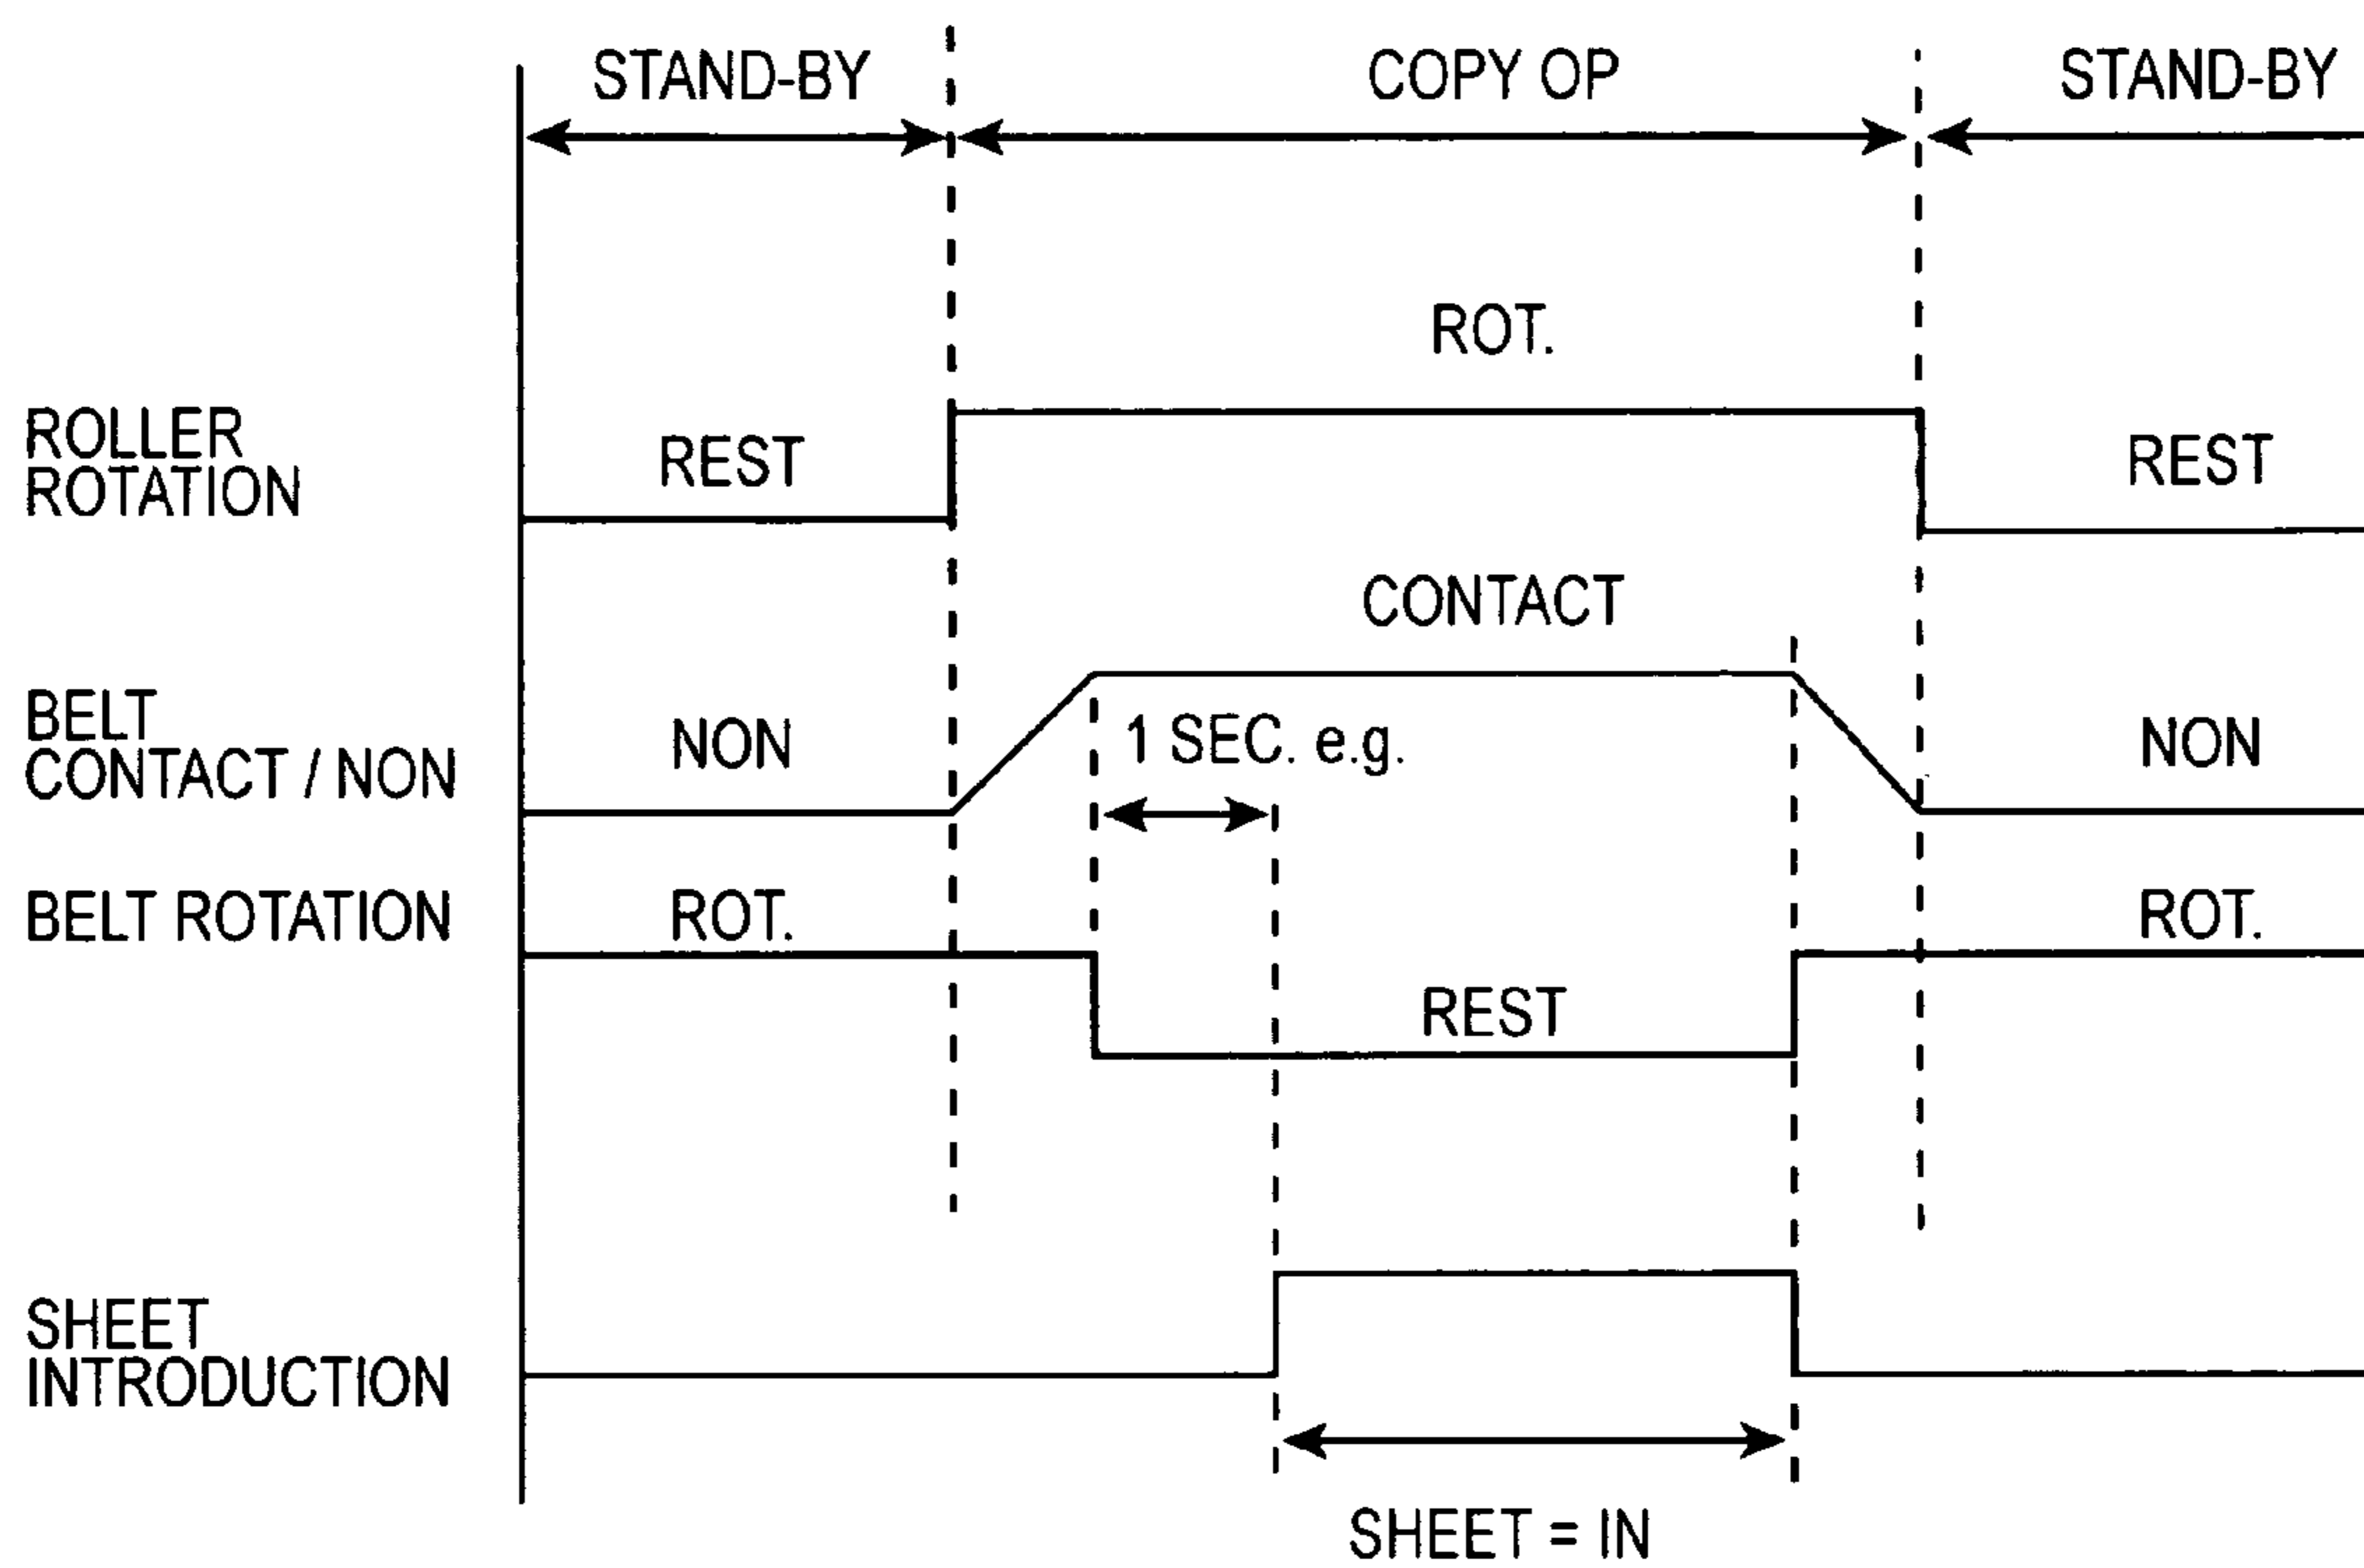 STAND-BY COPY OP STAND-BY
ROT.
ROLLER
ROTATION
REST REST
CONTACT
BELT
CONTACT / NON
NON 1 SEC. e.g. NON
BELT ROTATION ROT. ROT.
REST
SHEET
INTRODUCTION
SHEET = IN